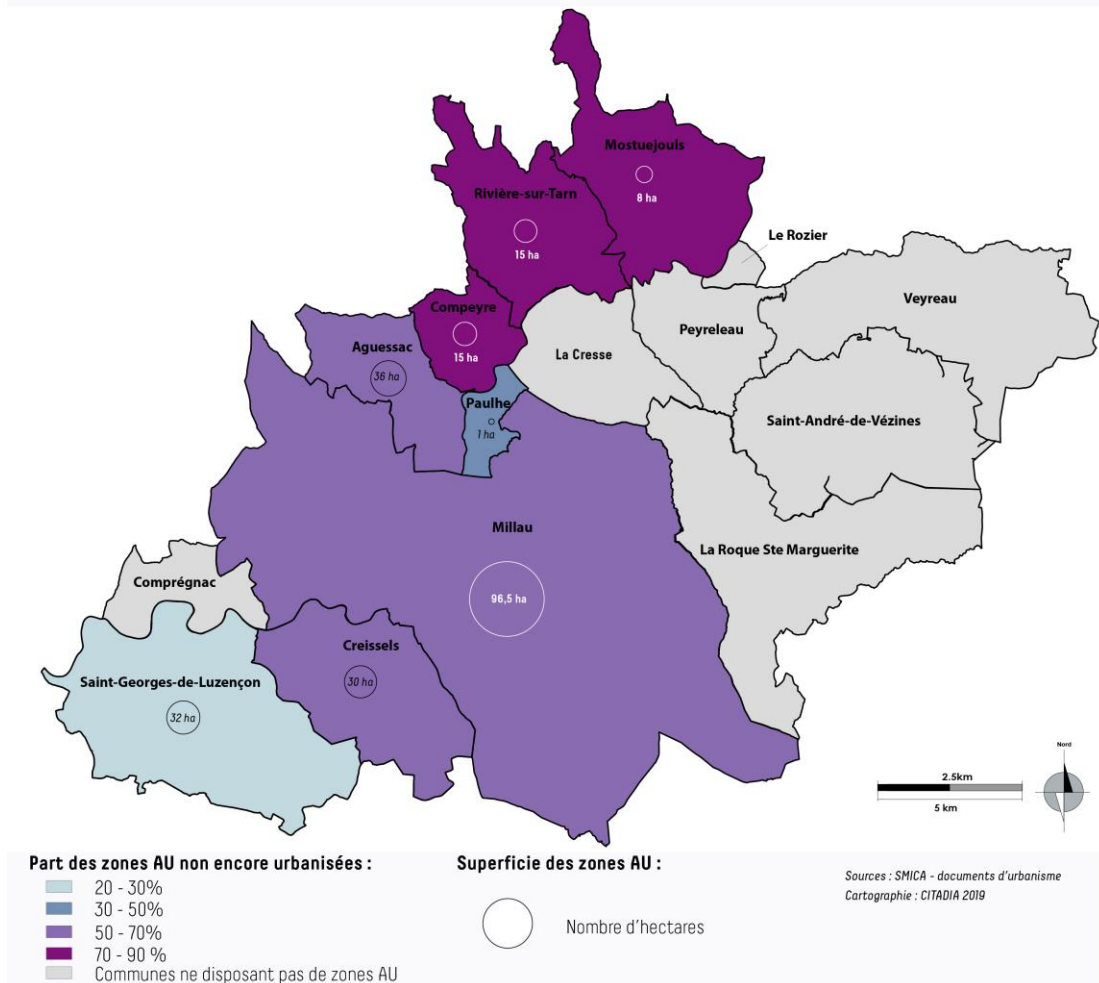 Mostuejouls
8 ha
Rivière-sur-Tarn
15 ha
Le Rozier
Veyreau
Compeyre
15 ha
Peyreleau
La Cresse
Aguessac
36 ha
Paulhe
1 ha
Saint-André-de-Vézines
Millau
96,5 ha
La Roque Ste Marguerite
Comprégnac
Creissels
30 ha
Saint-Georges-de-Luzençon
32 ha
Nord
2.5km
5 km
Part des zones AU non encore urbanisées :
20 - 30%
30 - 50%
50 - 70%
70 - 90 %
Communes ne disposant pas de zones AU
Superficie des zones AU :
Nombre d'hectares
Sources : SMICA - documents d'urbanisme
Cartographie : CITADIA 2019